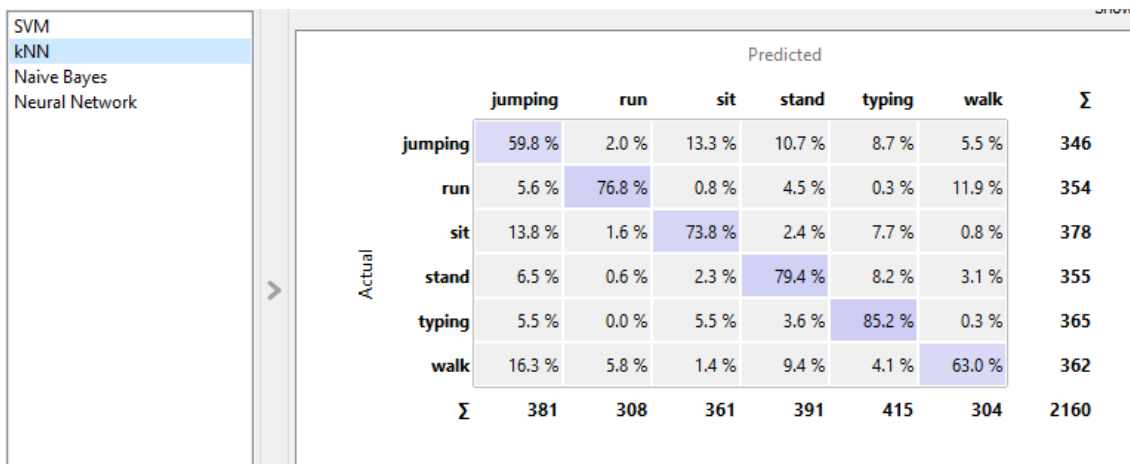 SVM
kNN
Naive Bayes
Neural Network
Predicted
jumping run sit stand typing walk Σ
jumping 59.8 % 2.0 % 13.3 % 10.7 % 8.7 % 5.5 % 346
run 5.6 % 76.8 % 0.8 % 4.5 % 0.3 % 11.9 % 354
sit 13.8 % 1.6 % 73.8 % 2.4 % 7.7 % 0.8 % 378
Actual
stand 6.5 % 0.6 % 2.3 % 79.4 % 8.2 % 3.1 % 355
typing 5.5 % 0.0 % 5.5 % 3.6 % 85.2 % 0.3 % 365
walk 16.3 % 5.8 % 1.4 % 9.4 % 4.1 % 63.0 % 362
Σ 381 308 361 391 415 304 2160